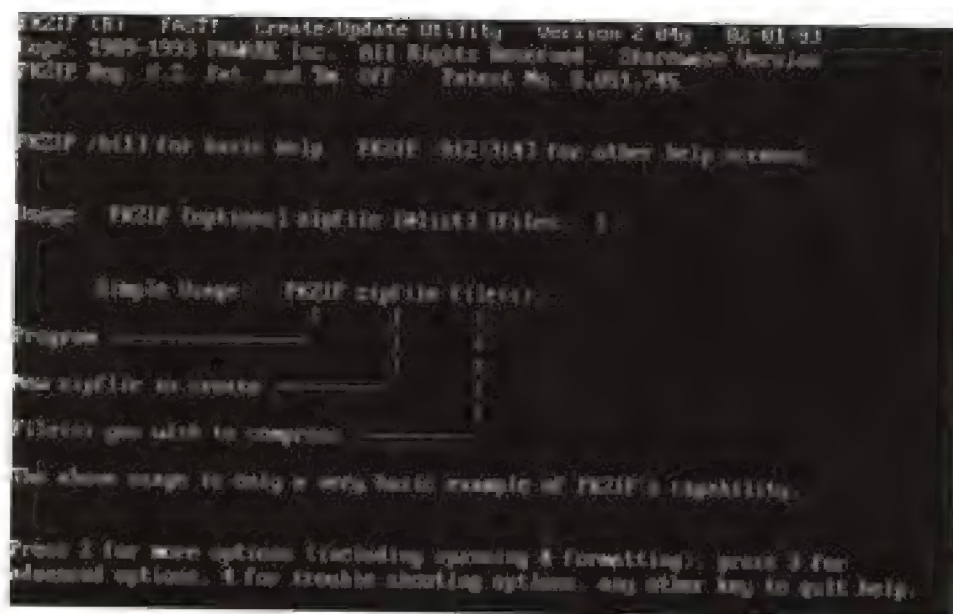 PKZIP (R) FAST! Create/Update Utility Version 2.04g 02-01-93
Copr. 1989-1993 PKWARE Inc. All Rights Reserved. Shareware Version
PKZIP Reg. U.S. Pat. and Tm. Off. Patent No. 5,051,745
PKZIP /h[1] for basic help PKZIP /h[2|3|4] for other help screens.
Usage: PKZIP [options] zipfile [@list] [files...]
Simple Usage: PKZIP zipfile file(s)...
Program
New zipfile to create
File(s) you wish to compress
The above usage is only a very basic example of PKZIP's capability.
Press 2 for more options (including spanning & formatting), press 3 for
advanced options, 4 for trouble shooting options, any other key to quit help.